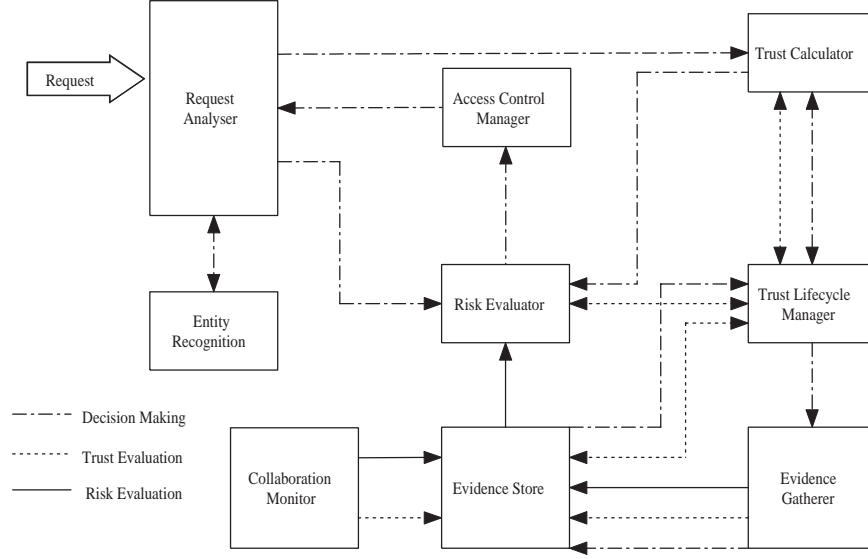 Request
Request
Analyser
Trust Calculator
Access Control
Manager
Entity
Recognition
Risk Evaluator
Trust Lifecycle
Manager
Decision Making
Trust Evaluation
Risk Evaluation
Collaboration
Monitor
Evidence Store
Evidence
Gatherer